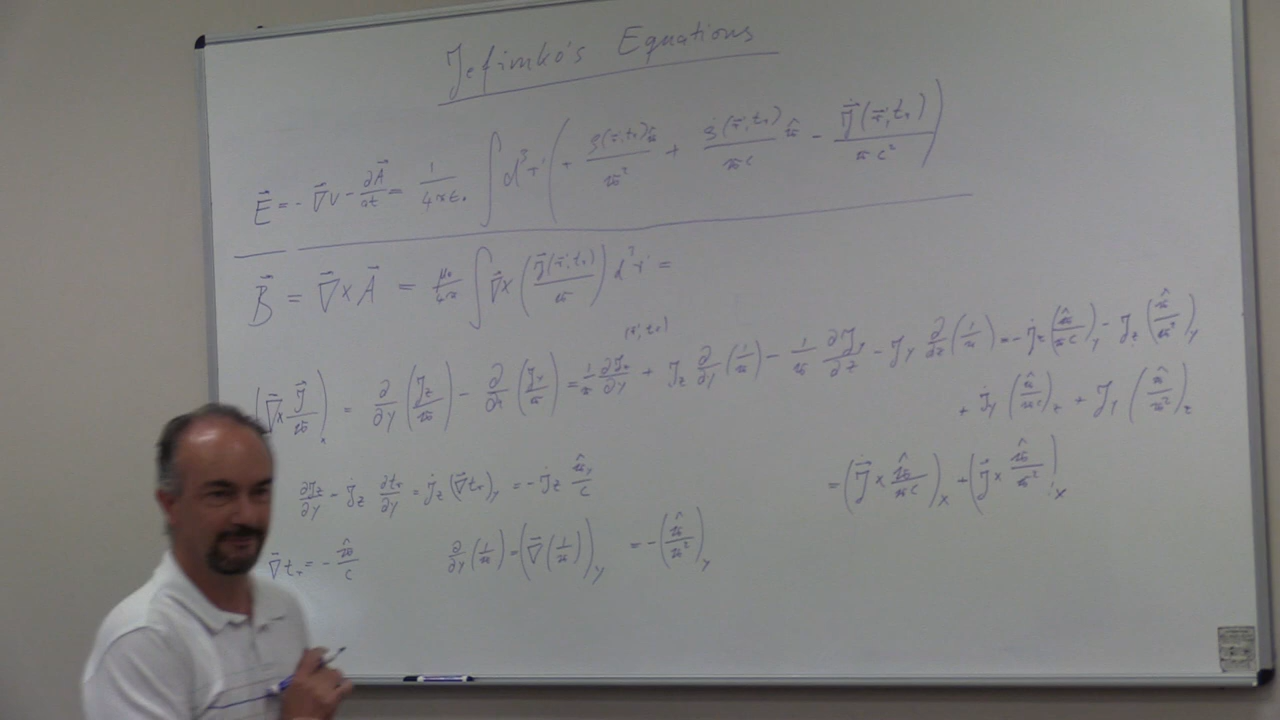 Jefimko's Equations
E⃗ = - ∇⃗V - ∂A⃗/∂t = 1/4πε₀ ∫ d³r' ( + ρ(r⃗',tᵣ)𝓇̂/𝓇² + ρ̇(r⃗',tᵣ)/𝓇c 𝓇̂ - J⃗̇(r⃗',tᵣ)/𝓇c² )
B⃗ = ∇⃗×A⃗ = μ₀/4π ∫ ∇⃗× ( J⃗(r⃗',tᵣ)/𝓇 ) d³r' =
(r',tᵣ)
(∇⃗× J⃗/𝓇)ₓ = ∂/∂y (J_z/𝓇) - ∂/∂z (J_y/𝓇) = 1/𝓇 ∂J_z/∂y + J_z ∂/∂y (1/𝓇) - 1/𝓇 ∂J_y/∂z - J_y ∂/∂z (1/𝓇) = - J̇_z (𝓇̂/𝓇c)_y - J_z (𝓇̂/𝓇²)_y
+ J̇_y (𝓇̂/𝓇c)_z + J_y (𝓇̂/𝓇²)_z
∂J_z/∂y = J̇_z ∂tᵣ/∂y = J̇_z (∇⃗tᵣ)_y = - J̇_z 𝓇̂_y/c
= (J⃗̇ × 𝓇̂/𝓇c)ₓ + (J⃗ × 𝓇̂/𝓇²)ₓ
∇⃗tᵣ = - 𝓇̂/c
∂/∂y (1/𝓇) = (∇⃗(1/𝓇))_y = - (𝓇̂/𝓇²)_y